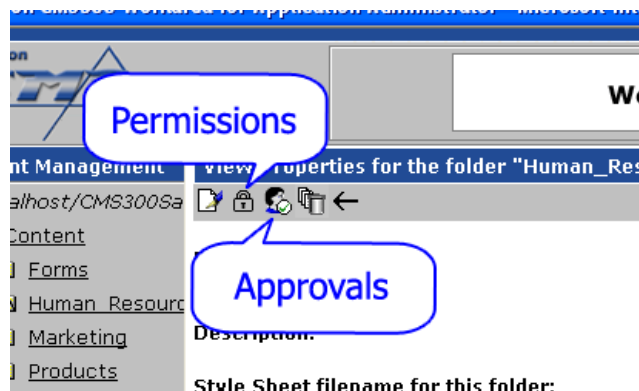 on
Permissions
nt Management
View Properties for the folder "Human_Res
alhost/CMS300Sa
Content
Forms
Human Resourc
Marketing
Products
Approvals
Description:
Style Sheet filename for this folder: